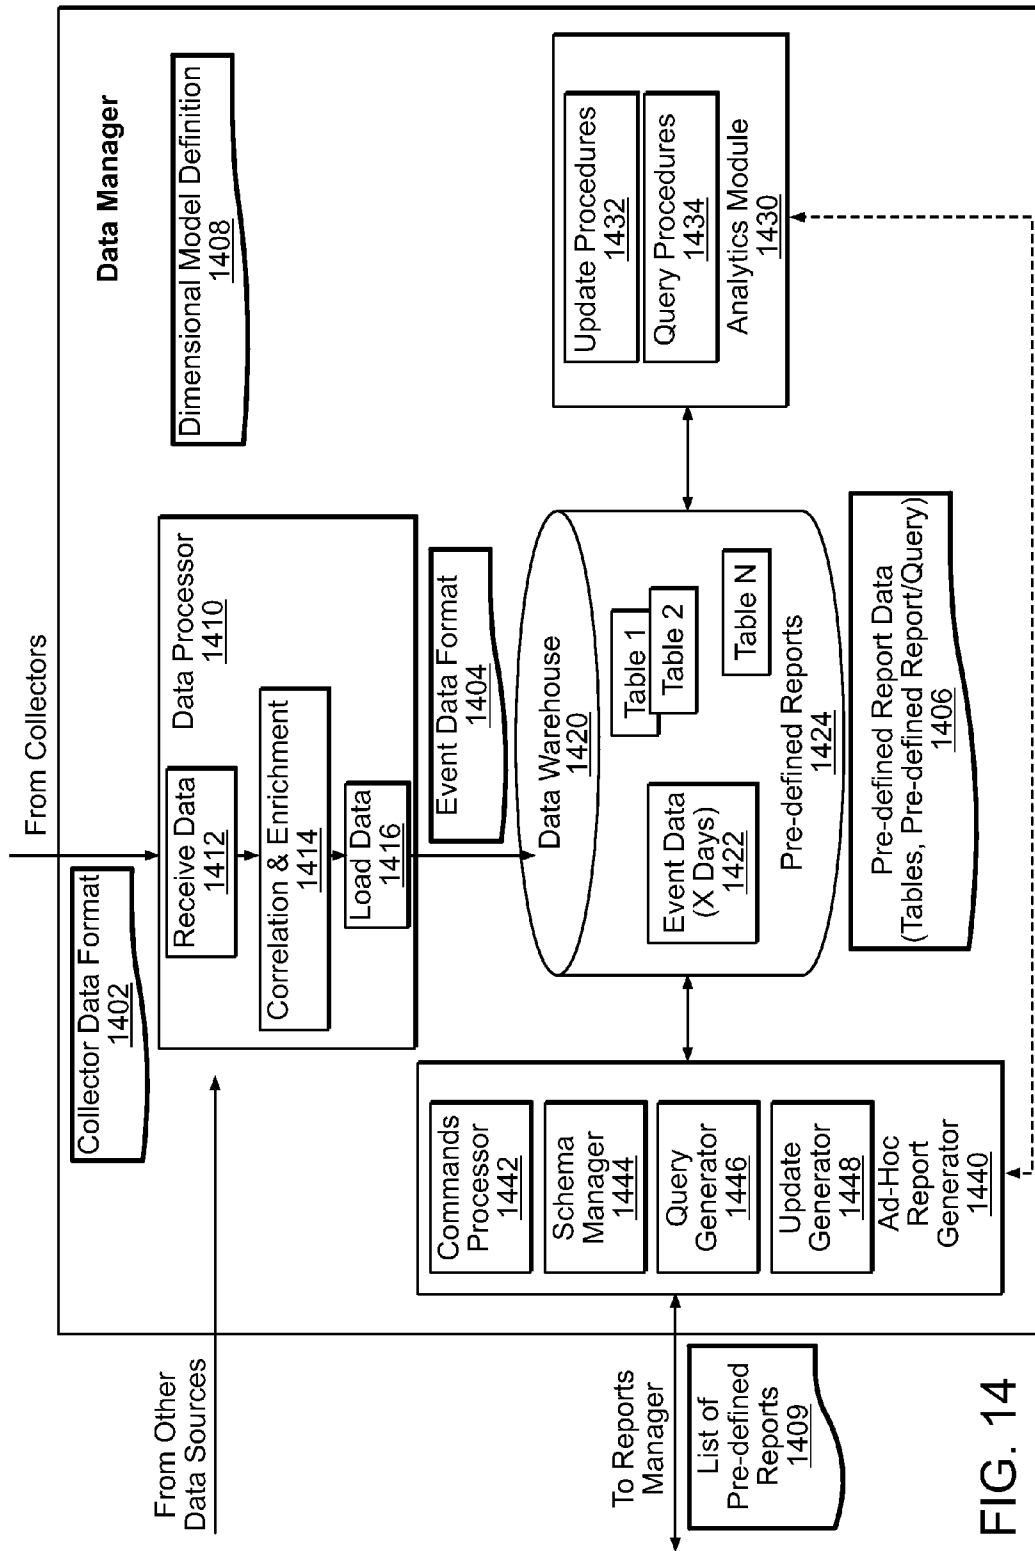 Data Manager
From Collectors
Collector Data Format
1402
Dimensional Model Definition
1408
From Other
Data Sources
Data Processor
1410
Receive Data
1412
Correlation & Enrichment
1414
Load Data
1416
Event Data Format
1404
Commands
Processor
1442
Schema
Manager
1444
Query
Generator
1446
Update
Generator
1448
Ad-Hoc
Report
Generator
1440
Data Warehouse
1420
Event Data
(X Days)
1422
Table 1
Table 2
Table N
Pre-defined Reports
1424
Update Procedures
1432
Query Procedures
1434
Analytics Module
1430
To Reports
Manager
List of
Pre-defined
Reports
1409
Pre-defined Report Data
(Tables, Pre-defined Report/Query)
1406
FIG. 14